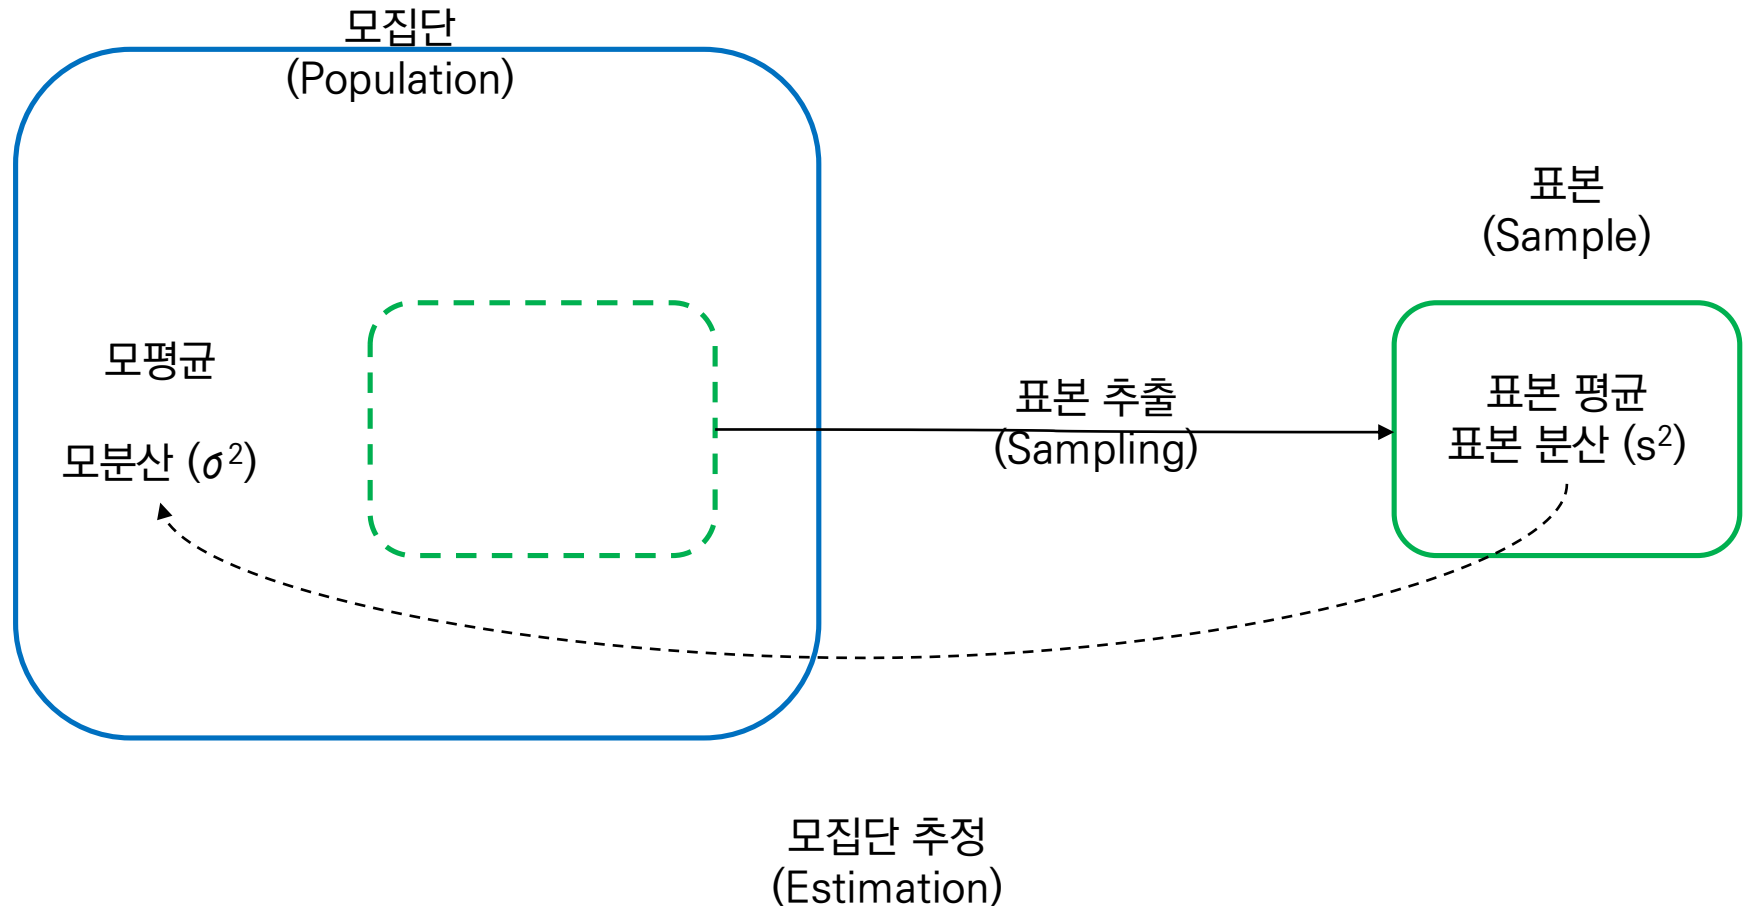 모집단
(Population)
표본
(Sample)
모평균
모분산 (σ²)
표본 추출
(Sampling)
표본 평균
표본 분산 (s²)
모집단 추정
(Estimation)